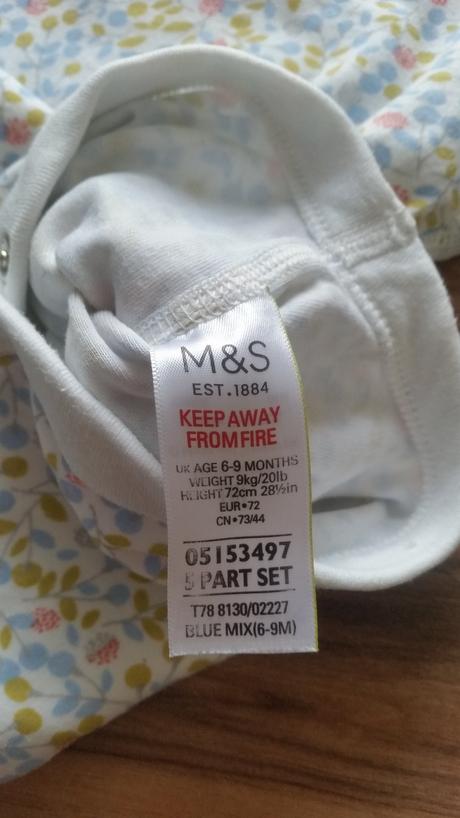 M&S
EST.1884
KEEP AWAY
FROM FIRE
UK AGE 6-9 MONTHS
WEIGHT 9kg/20lb
HEIGHT 72cm 28½in
EUR•72
CN•73/44
05153497
5 PART SET
T78 8130/02227
BLUE MIX(6-9M)